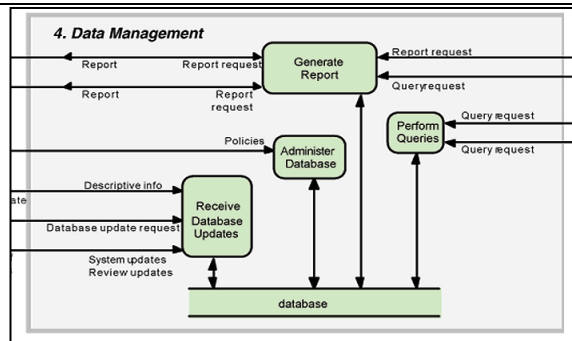 4. Data Management
Report
Report request
Generate
Report
Report request
Report
Report
request
Queryrequest
Policies
Administer
Database
Perform
Queries
Query request
Query request
Descriptive info
ate
Database update request
System updates
Review updates
Receive
Database
Updates
database